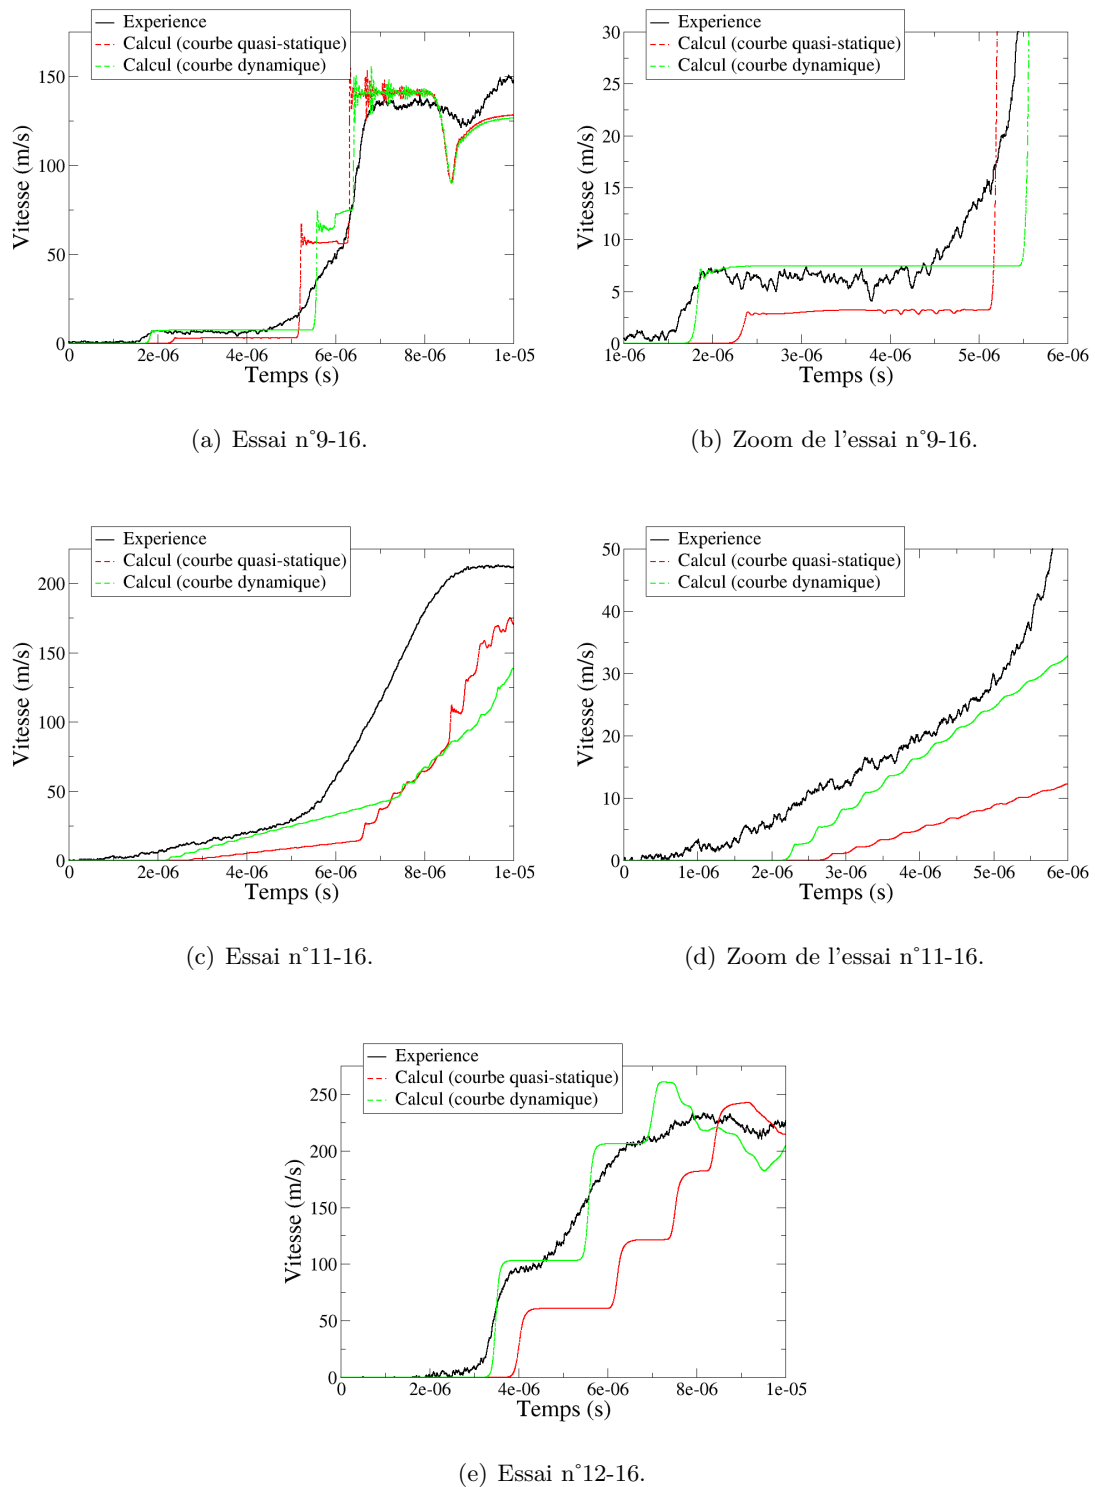 Experience
Calcul (courbe quasi-statique)
Calcul (courbe dynamique)
Vitesse (m/s)
150
100
50
0
0 2e-06 4e-06 6e-06 8e-06 1e-05
Temps (s)
(a) Essai n°9-16.
Experience
Calcul (courbe quasi-statique)
Calcul (courbe dynamique)
Vitesse (m/s)
30
25
20
15
10
5
0
1e-06 2e-06 3e-06 4e-06 5e-06 6e-06
Temps (s)
(b) Zoom de l'essai n°9-16.
Experience
Calcul (courbe quasi-statique)
Calcul (courbe dynamique)
Vitesse (m/s)
200
150
100
50
0
0 2e-06 4e-06 6e-06 8e-06 1e-05
Temps (s)
(c) Essai n°11-16.
Experience
Calcul (courbe quasi-statique)
Calcul (courbe dynamique)
Vitesse (m/s)
50
40
30
20
10
0
0 1e-06 2e-06 3e-06 4e-06 5e-06 6e-06
Temps (s)
(d) Zoom de l'essai n°11-16.
Experience
Calcul (courbe quasi-statique)
Calcul (courbe dynamique)
Vitesse (m/s)
250
200
150
100
50
0
0 2e-06 4e-06 6e-06 8e-06 1e-05
Temps (s)
(e) Essai n°12-16.